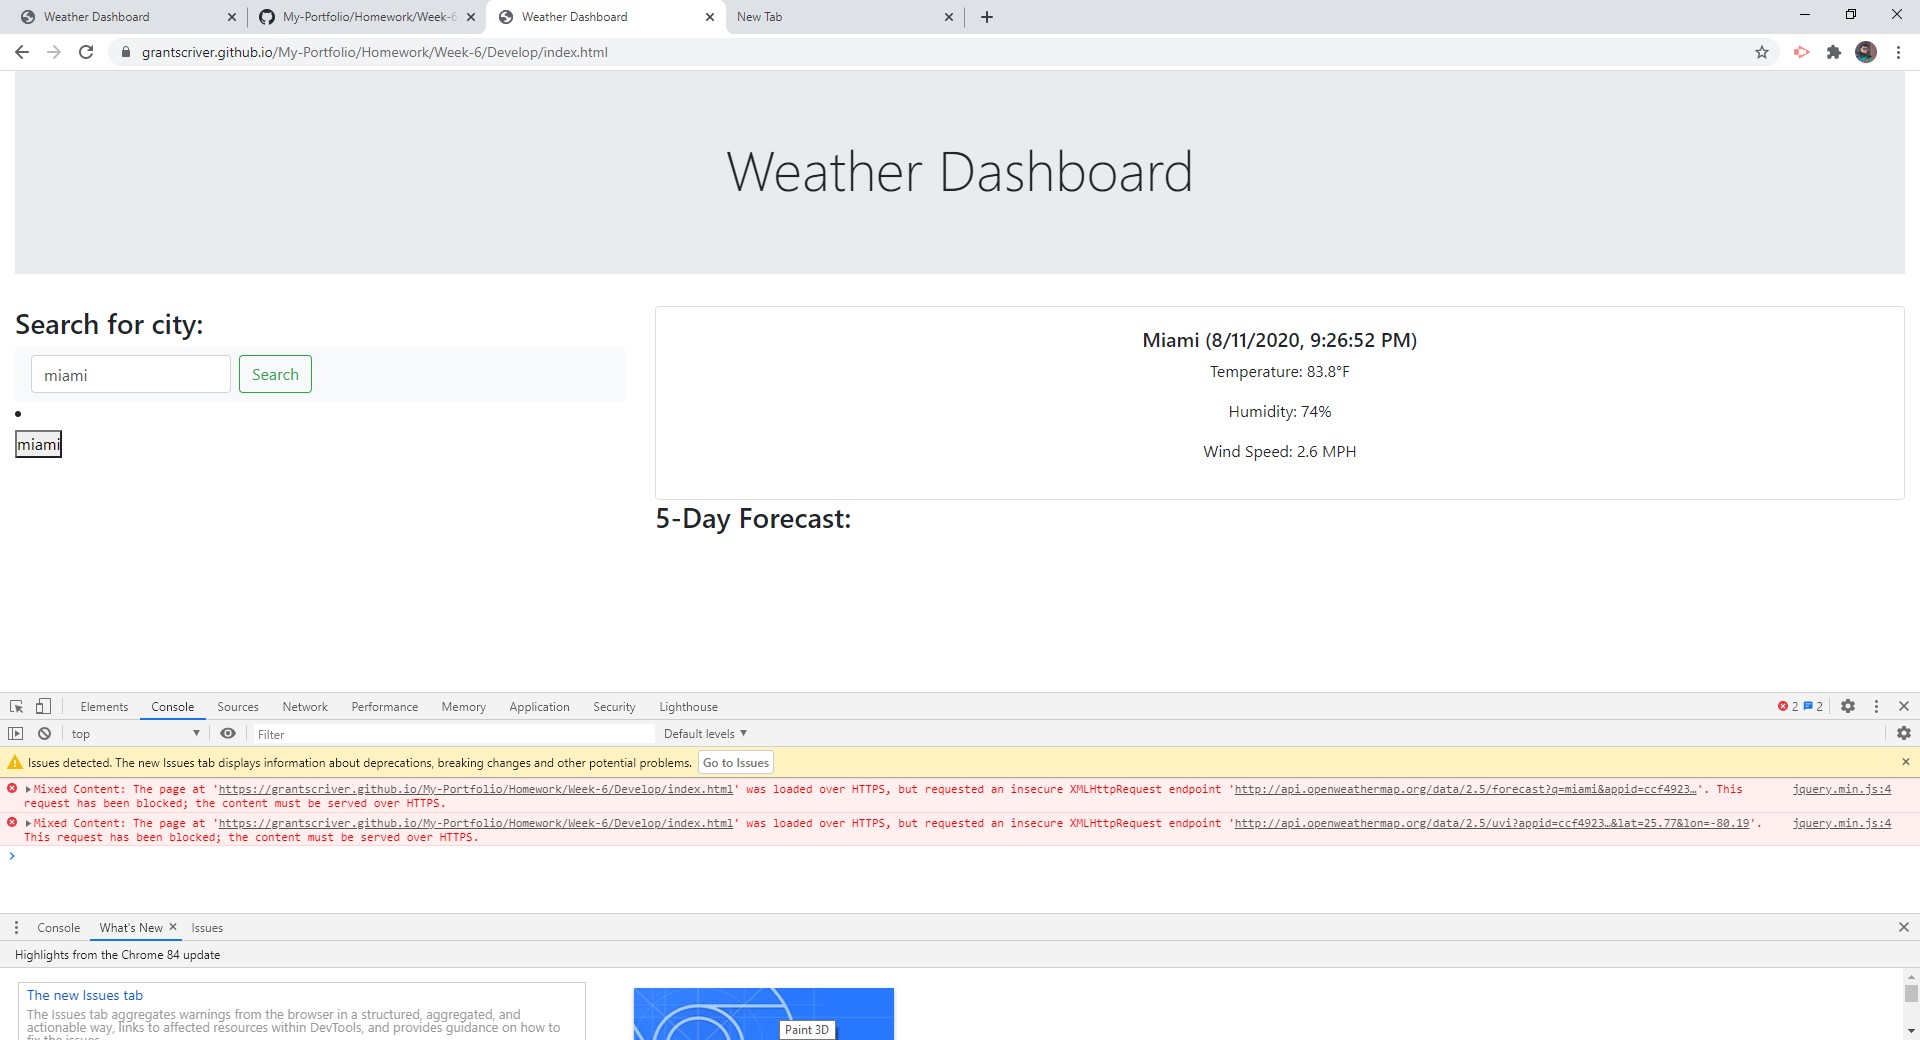 Weather Dashboard
My-Portfolio/Homework/Week-6
Weather Dashboard
New Tab
grantscriver.github.io/My-Portfolio/Homework/Week-6/Develop/index.html
Weather Dashboard
Search for city:
miami
Search
miami
Miami (8/11/2020, 9:26:52 PM)
Temperature: 83.8°F
Humidity: 74%
Wind Speed: 2.6 MPH
5-Day Forecast:
Elements Console Sources Network Performance Memory Application Security Lighthouse 2 2
top Filter Default levels
Issues detected. The new Issues tab displays information about deprecations, breaking changes and other potential problems. Go to Issues
Mixed Content: The page at 'https://grantscriver.github.io/My-Portfolio/Homework/Week-6/Develop/index.html' was loaded over HTTPS, but requested an insecure XMLHttpRequest endpoint 'http://api.openweathermap.org/data/2.5/forecast?q=miami&appid=ccf4923…'. This jquery.min.js:4
request has been blocked; the content must be served over HTTPS.
Mixed Content: The page at 'https://grantscriver.github.io/My-Portfolio/Homework/Week-6/Develop/index.html' was loaded over HTTPS, but requested an insecure XMLHttpRequest endpoint 'http://api.openweathermap.org/data/2.5/uvi?appid=ccf4923…&lat=25.77&lon=-80.19'. jquery.min.js:4
This request has been blocked; the content must be served over HTTPS.
Console What's New Issues
Highlights from the Chrome 84 update
The new Issues tab
The Issues tab aggregates warnings from the browser in a structured, aggregated, and
actionable way, links to affected resources within DevTools, and provides guidance on how to
fix the issues.
Paint 3D